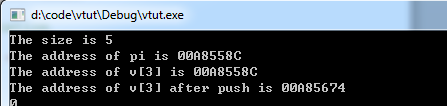 d:\code\vtut\Debug\vtut.exe
The size is 5
The address of pi is 00A8558C
The address of v[3] is 00A8558C
The address of v[3] after push is 00A85674
0